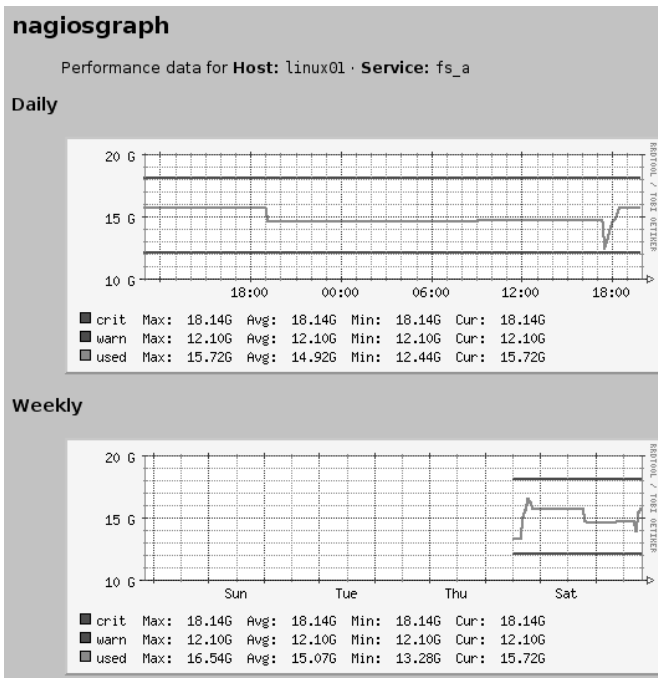 nagiosgraph
Performance data for Host: linux01 · Service: fs_a
Daily
20 G
15 G
10 G
18:00 00:00 06:00 12:00 18:00
RRDTOOL / TOBI OETIKER
crit Max: 18.14G Avg: 18.14G Min: 18.14G Cur: 18.14G
warn Max: 12.10G Avg: 12.10G Min: 12.10G Cur: 12.10G
used Max: 15.72G Avg: 14.92G Min: 12.44G Cur: 15.72G
Weekly
20 G
15 G
10 G
Sun Tue Thu Sat
RRDTOOL / TOBI OETIKER
crit Max: 18.14G Avg: 18.14G Min: 18.14G Cur: 18.14G
warn Max: 12.10G Avg: 12.10G Min: 12.10G Cur: 12.10G
used Max: 16.54G Avg: 15.07G Min: 13.28G Cur: 15.72G